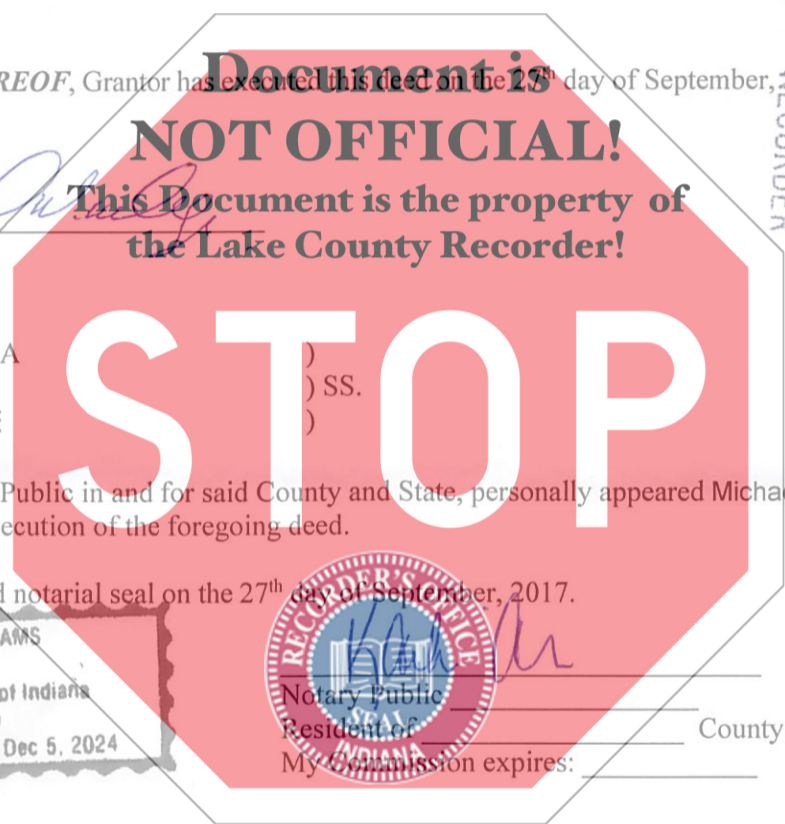 REOF, Grantor has executed this deed on the 27th day of September,
Document is
NOT OFFICIAL!
This Document is the property of
the Lake County Recorder!
RECORDER
A )
) SS.
)
STOP
Public in and for said County and State, personally appeared Michae
ecution of the foregoing deed.
d notarial seal on the 27th day of September, 2017.
AMS
of Indiana
Dec 5, 2024
RECORDER'S OFFICE
SEAL
INDIANA
Notary Public
Resident of County
My Commission expires: